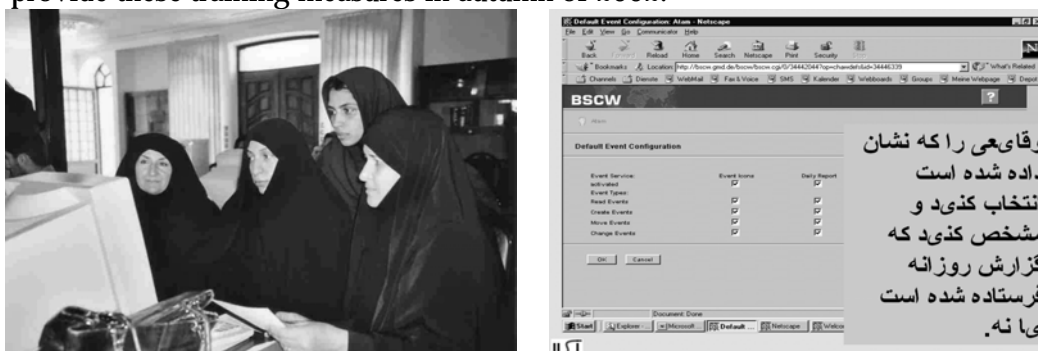 provide these training measures in autumn of 2001.
Default Event Configuration: Atam - Netscape
File Edit View Go Communicator Help
Back Forward Reload Home Search Netscape Print Security
Bookmarks Location: http://bscw.gmd.de/bscw/bscw.cgi/0/34442044?op=chawdefs&id=34446339 What's Related
Channels Dienste WebMail Fax & Voice SMS Kalender Webboards Groups Meine Webpage Depot
BSCW ?
Atam
Default Event Configuration
Event Service: Event Icons Daily Report
activated
Event Types:
Read Events
Create Events
Move Events
Change Events
OK Cancel
Document: Done
Start Explorer - ... Microsoft ... Default ... Netscape Welco
وقایعی را که نشان
داده شده است
انتخاب کنید و
مشخص کنید که
گزارش روزانه
فرستاده شده است
یا نه.